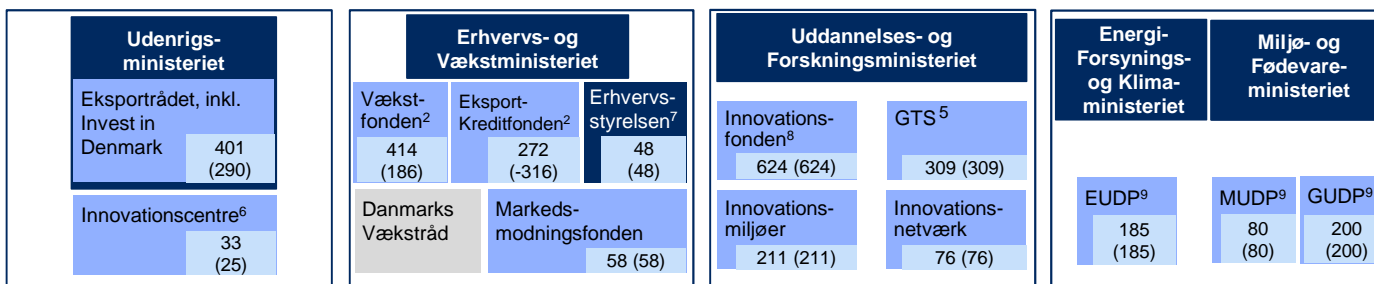 Udenrigs-
ministeriet
Eksportrådet, inkl.
Invest in
Denmark
401
(290)
Innovationscentre⁶
33
(25)
Erhvervs- og
Vækstministeriet
Vækst-
fonden²
414
(186)
Eksport-
Kreditfonden²
272
(-316)
Erhvervs-
styrelsen⁷
48
(48)
Danmarks
Vækstråd
Markeds-
modningsfonden
58 (58)
Uddannelses- og
Forskningsministeriet
Innovations-
fonden⁸
624 (624)
GTS ⁵
309 (309)
Innovations-
miljøer
211 (211)
Innovations-
netværk
76 (76)
Energi-
Forsynings-
og Klima-
ministeriet
EUDP⁹
185
(185)
Miljø- og
Fødevare-
ministeriet
MUDP⁹
80
(80)
GUDP⁹
200
(200)